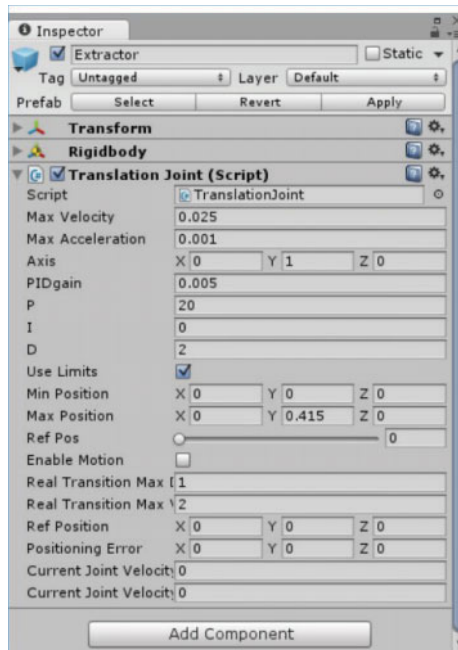 Inspector
Extractor Static
Tag Untagged Layer Default
Prefab Select Revert Apply
Transform
Rigidbody
Translation Joint (Script)
Script TranslationJoint
Max Velocity 0.025
Max Acceleration 0.001
Axis X 0 Y 1 Z 0
PIDgain 0.005
P 20
I 0
D 2
Use Limits
Min Position X 0 Y 0 Z 0
Max Position X 0 Y 0.415 Z 0
Ref Pos 0
Enable Motion
Real Transition Max 1
Real Transition Max 2
Ref Position X 0 Y 0 Z 0
Positioning Error X 0 Y 0 Z 0
Current Joint Velocity 0
Current Joint Velocity 0
Add Component